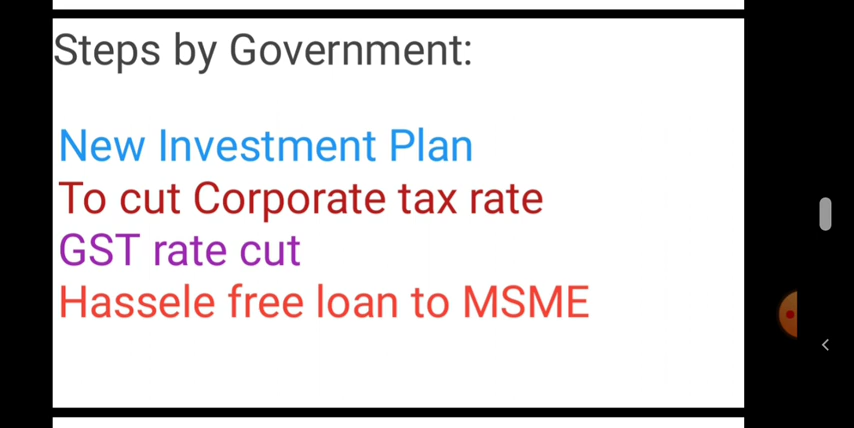 Steps by Government:
New Investment Plan
To cut Corporate tax rate
GST rate cut
Hassele free loan to MSME